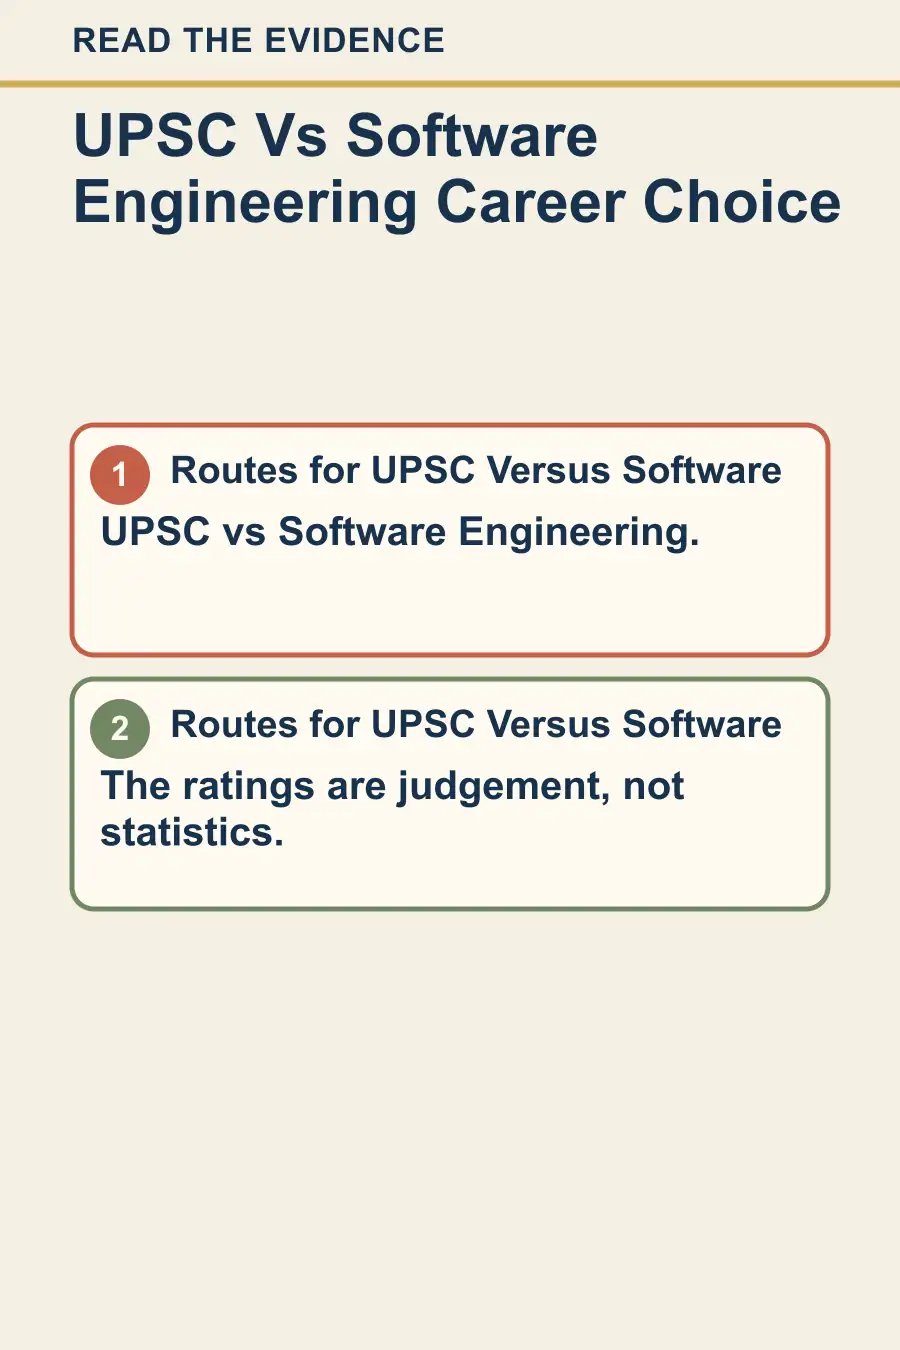 READ THE EVIDENCE
UPSC Vs Software
Engineering Career Choice
1 Routes for UPSC Versus Software
UPSC vs Software Engineering.
2 Routes for UPSC Versus Software
The ratings are judgement, not
statistics.